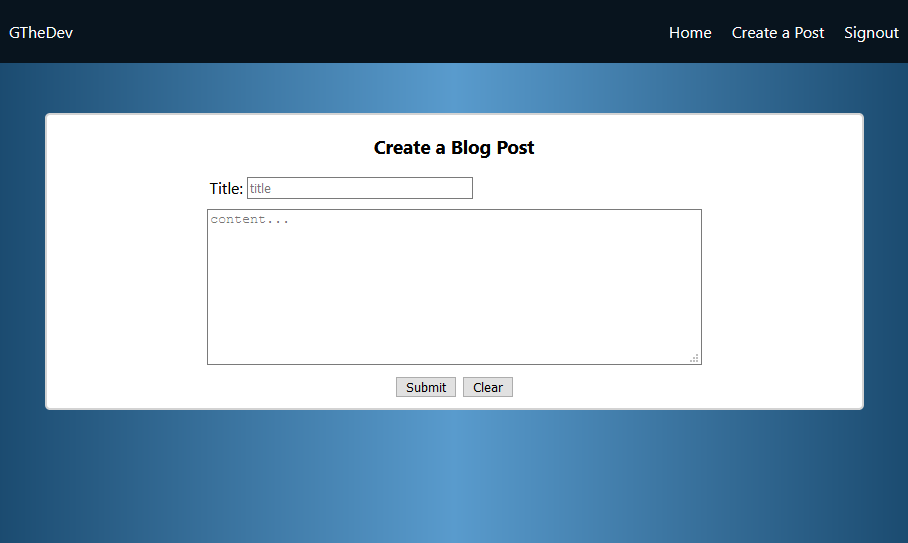 GTheDev Home Create a Post Signout
Create a Blog Post
Title: title
content...
Submit Clear